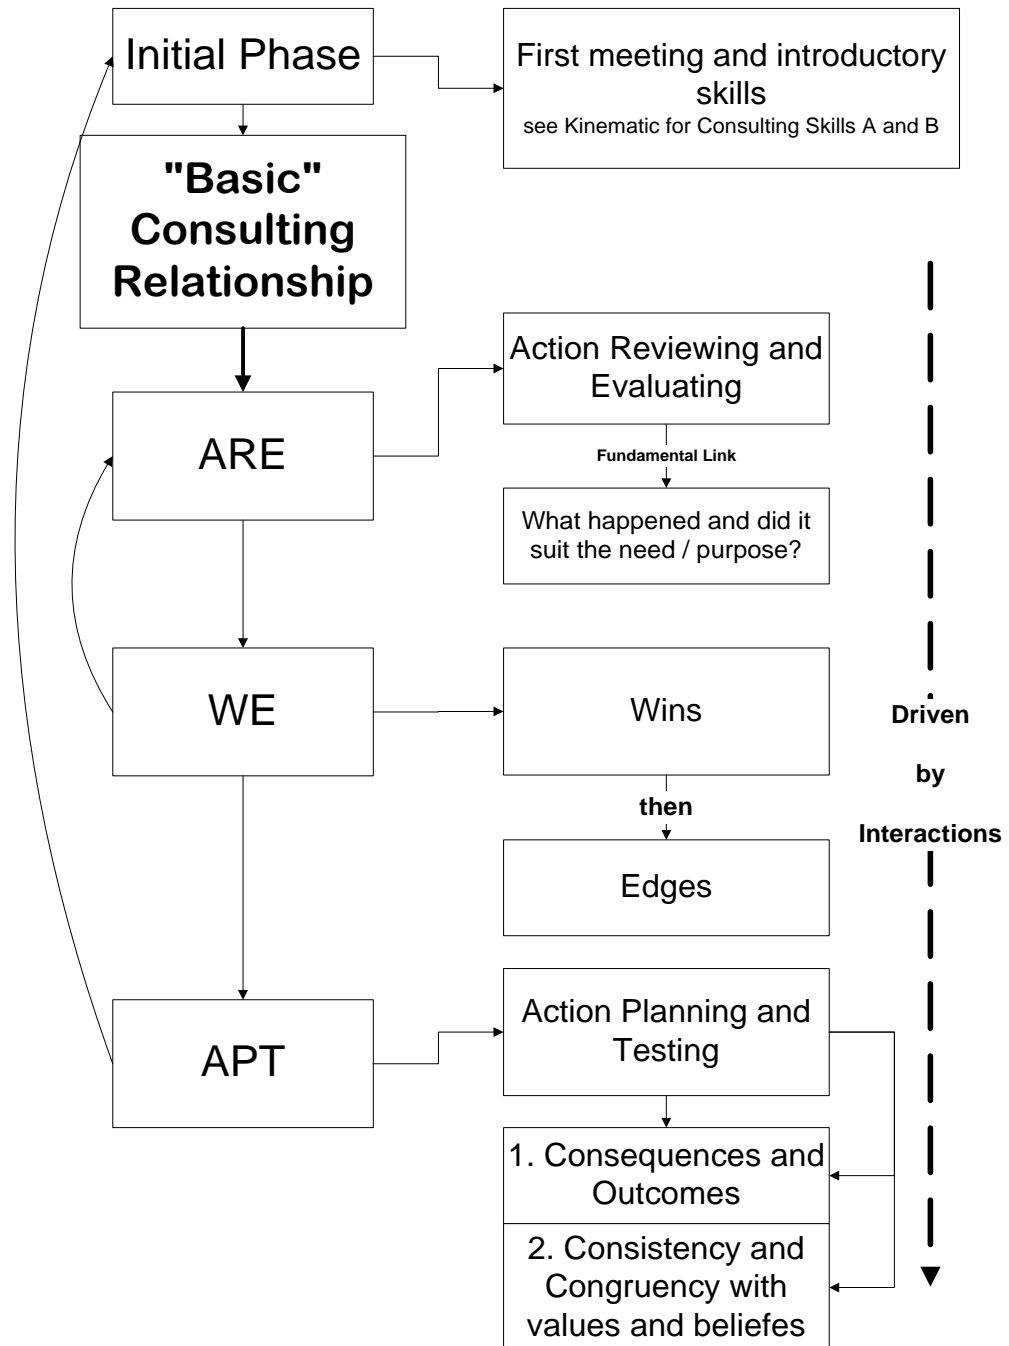 Initial Phase
First meeting and introductory
skills
see Kinematic for Consulting Skills A and B
"Basic"
Consulting
Relationship
Action Reviewing and
Evaluating
ARE
Fundamental Link
What happened and did it
suit the need / purpose?
WE
Wins
Driven
by
Interactions
then
Edges
APT
Action Planning and
Testing
1. Consequences and
Outcomes
2. Consistency and
Congruency with
values and beliefes